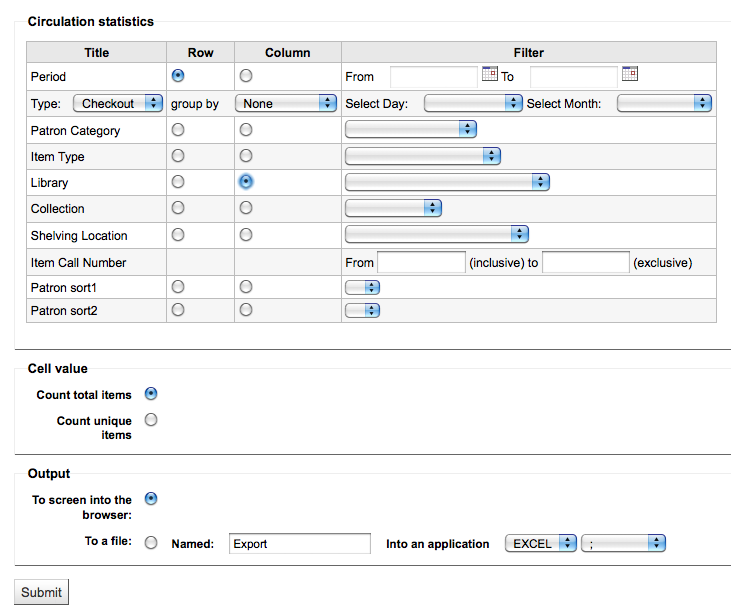 Circulation statistics
Title Row Column Filter
Period From To
Type: Checkout group by None Select Day: Select Month:
Patron Category
Item Type
Library
Collection
Shelving Location
Item Call Number From (inclusive) to (exclusive)
Patron sort1
Patron sort2
Cell value
Count total items
Count unique
items
Output
To screen into the
browser:
To a file: Named: Export Into an application EXCEL ;
Submit